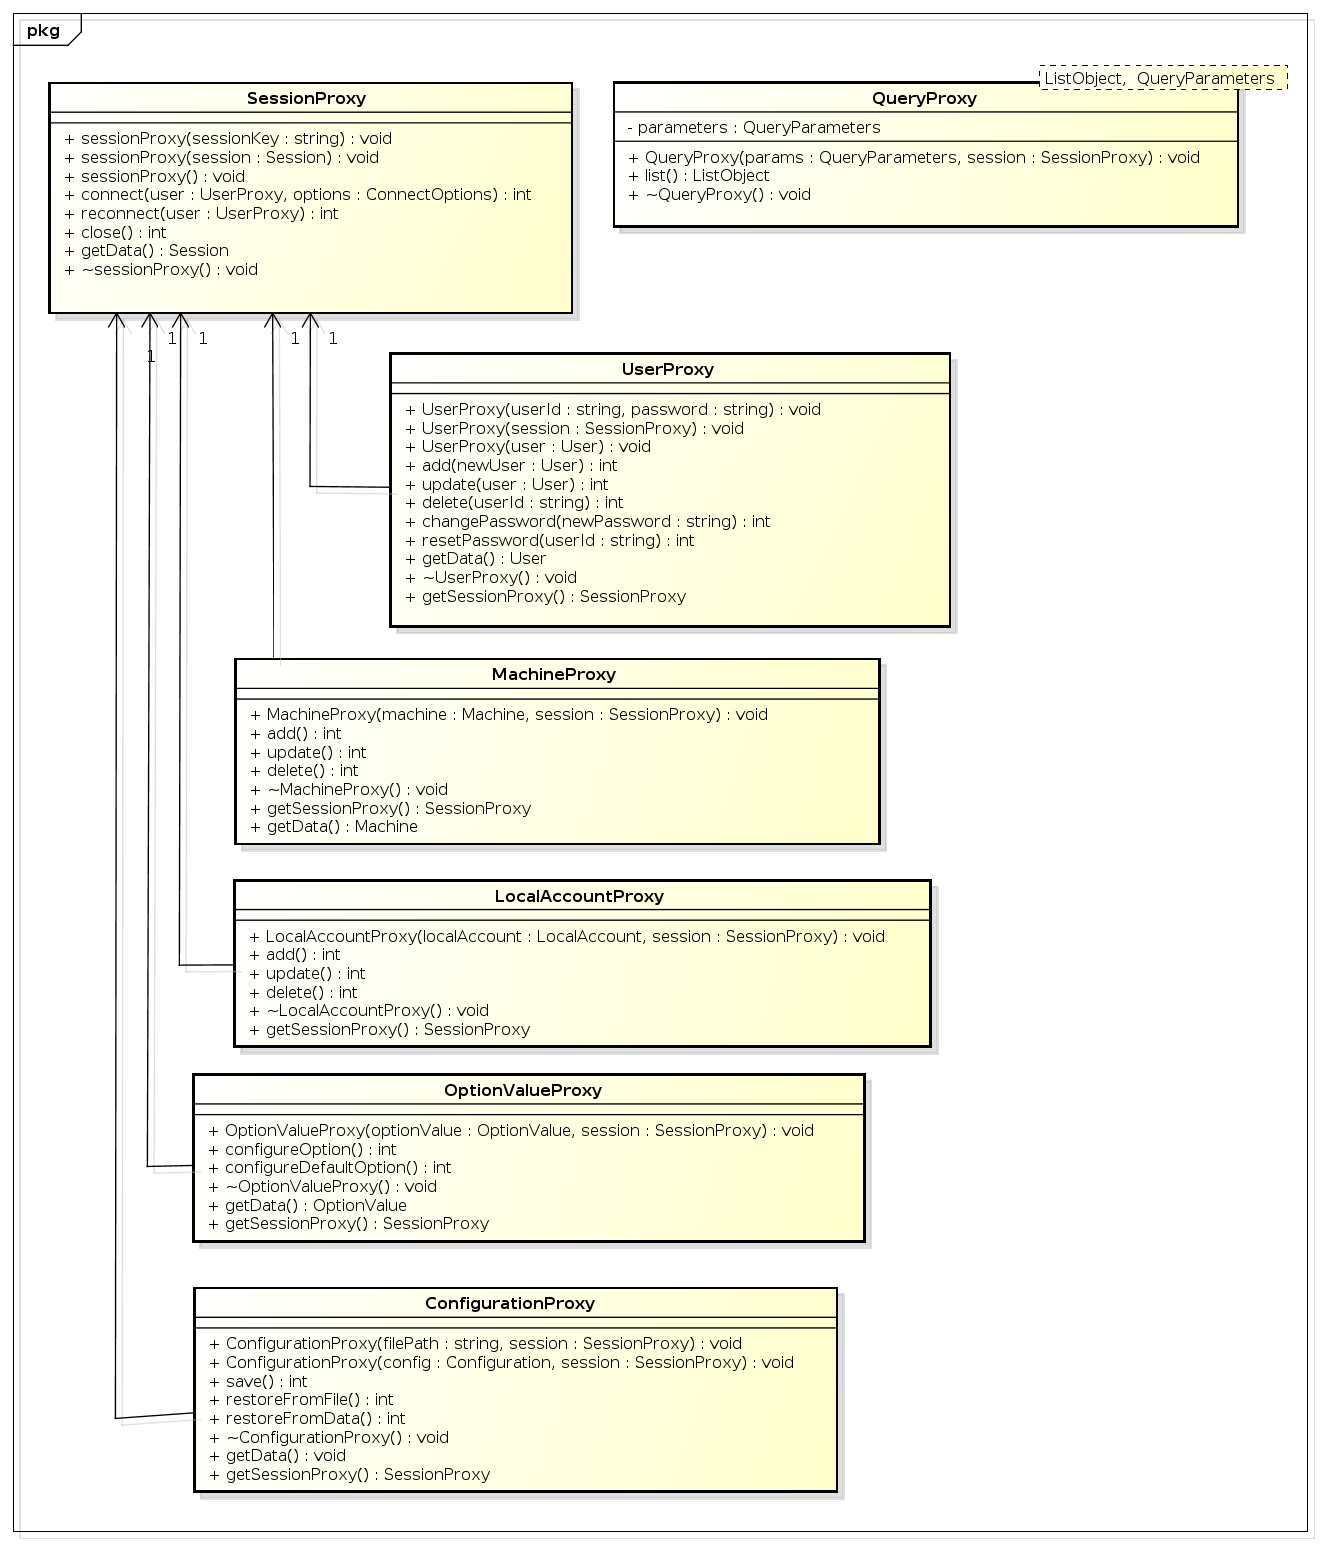 pkg
ListObject, QueryParameters
SessionProxy
+ sessionProxy(sessionKey : string) : void
+ sessionProxy(session : Session) : void
+ sessionProxy() : void
+ connect(user : UserProxy, options : ConnectOptions) : int
+ reconnect(user : UserProxy) : int
+ close() : int
+ getData() : Session
+ ~sessionProxy() : void
QueryProxy
- parameters : QueryParameters
+ QueryProxy(params : QueryParameters, session : SessionProxy) : void
+ list() : ListObject
+ ~QueryProxy() : void
1
1
1
1
1
UserProxy
+ UserProxy(userId : string, password : string) : void
+ UserProxy(session : SessionProxy) : void
+ UserProxy(user : User) : void
+ add(newUser : User) : int
+ update(user : User) : int
+ delete(userId : string) : int
+ changePassword(newPassword : string) : int
+ resetPassword(userId : string) : int
+ getData() : User
+ ~UserProxy() : void
+ getSessionProxy() : SessionProxy
MachineProxy
+ MachineProxy(machine : Machine, session : SessionProxy) : void
+ add() : int
+ update() : int
+ delete() : int
+ ~MachineProxy() : void
+ getSessionProxy() : SessionProxy
+ getData() : Machine
LocalAccountProxy
+ LocalAccountProxy(localAccount : LocalAccount, session : SessionProxy) : void
+ add() : int
+ update() : int
+ delete() : int
+ ~LocalAccountProxy() : void
+ getSessionProxy() : SessionProxy
OptionValueProxy
+ OptionValueProxy(optionValue : OptionValue, session : SessionProxy) : void
+ configureOption() : int
+ configureDefaultOption() : int
+ ~OptionValueProxy() : void
+ getData() : OptionValue
+ getSessionProxy() : SessionProxy
ConfigurationProxy
+ ConfigurationProxy(filePath : string, session : SessionProxy) : void
+ ConfigurationProxy(config : Configuration, session : SessionProxy) : void
+ save() : int
+ restoreFromFile() : int
+ restoreFromData() : int
+ ~ConfigurationProxy() : void
+ getData() : void
+ getSessionProxy() : SessionProxy